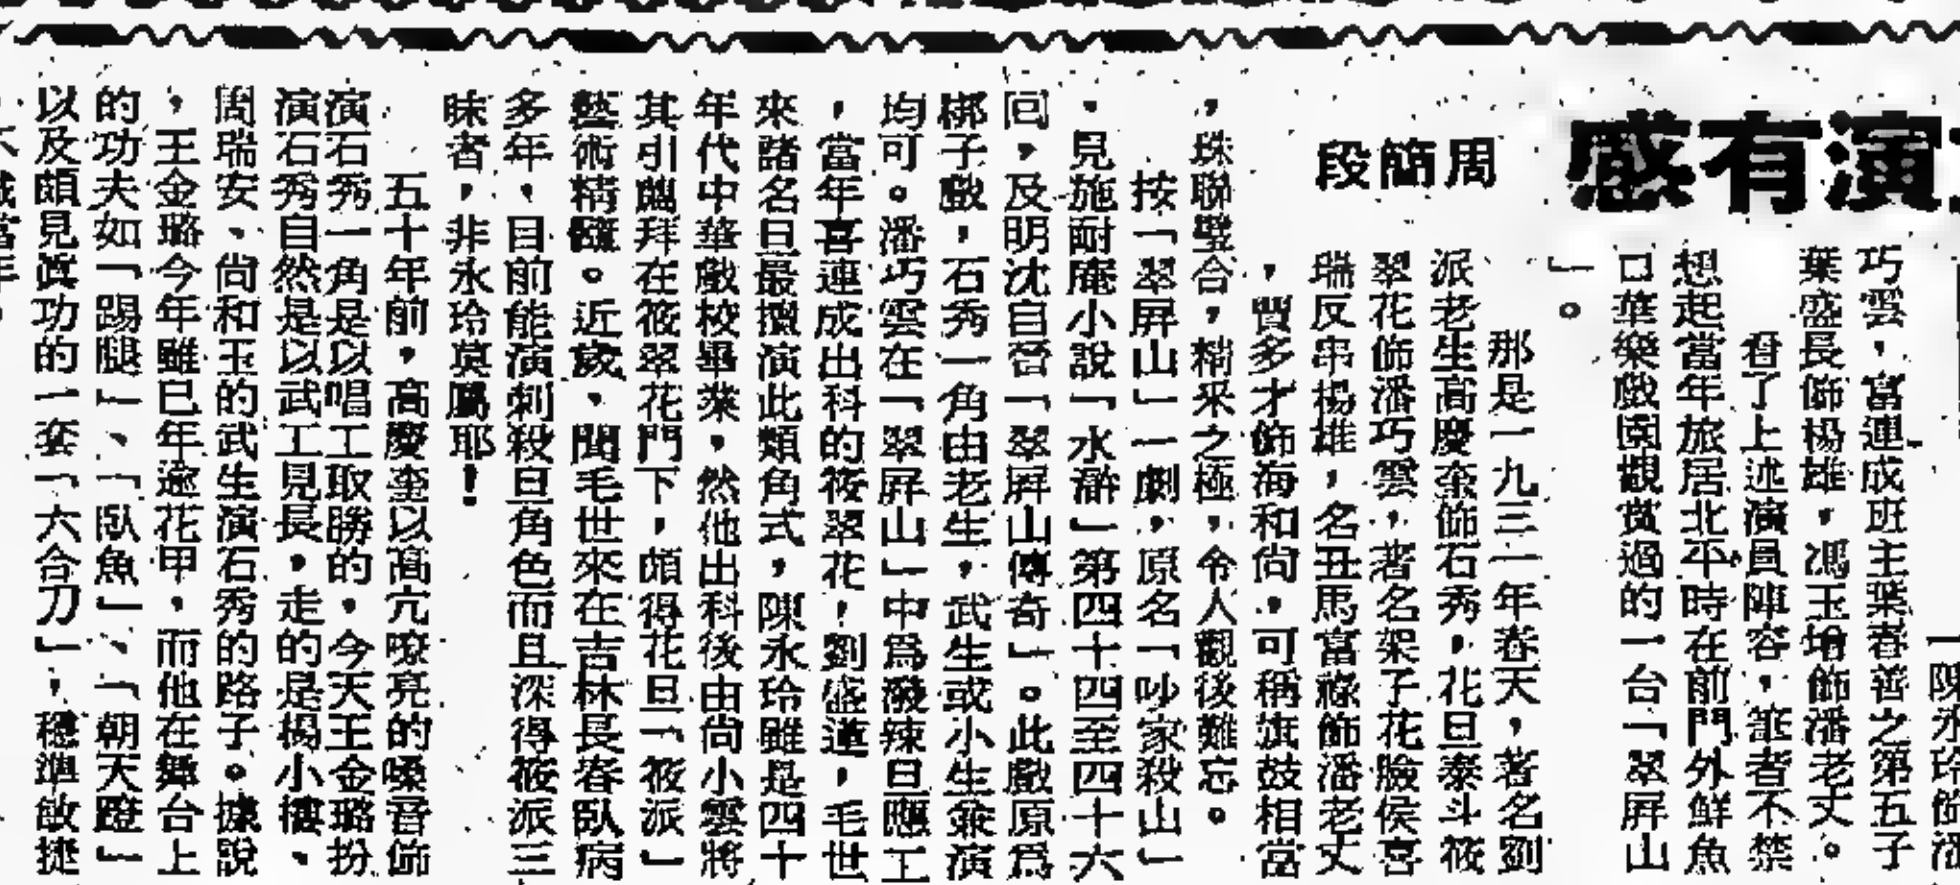 演有感
周簡段
陳永玲飾潘
巧雲，富連成班主葉春善之第五子
葉盛長飾楊雄，馮玉增飾潘老丈。
看了上述演員陣容，筆者不禁
想起當年旅居北平時在前門外鮮魚
口華樂戲園觀賞過的一台「翠屏山
」。
那是一九三一年春天，著名劉
派老生高慶奎飾石秀，花旦泰斗筱
翠花飾潘巧雲，著名架子花臉侯喜
瑞反串楊雄，名丑馬富祿飾潘老丈
，賈多才飾海和尚，可稱旗鼓相當
，珠聯璧合，精采之極，令人觀後難忘。
按「翠屏山」一劇，原名「吵家殺山」
，見施耐庵小說「水滸」第四十四至四十六
回，及明沈自晉「翠屏山傳奇」。此戲原爲
梆子戲，石秀一角由老生，武生或小生兼演
均可。潘巧雲在「翠屏山」中爲潑辣旦應工
，當年喜連成出科的筱翠花，劉盛蓮，毛世
來諸名旦最擅演此類角式，陳永玲雖是四十
年代中華戲校畢業，然他出科後由尚小雲將
其引薦拜在筱翠花門下，頗得花旦「筱派」
藝術精髓。近歲，聞毛世來在吉林長春臥病
多年，目前能演刺殺旦角色而且深得筱派三
昧者，非永玲莫屬耶！
五十年前，高慶奎以高亢嘹亮的嗓音飾
演石秀一角是以唱工取勝的，今天王金璐扮
演石秀自然是以武工見長，走的是楊小樓、
周瑞安、尚和玉的武生演石秀的路子。據說
，王金璐今年雖已年逾花甲，而他在舞台上
的功夫如「踢腿」、「臥魚」、「朝天蹬」
以及頗見眞功的一套「六合刀」，穩準敏捷